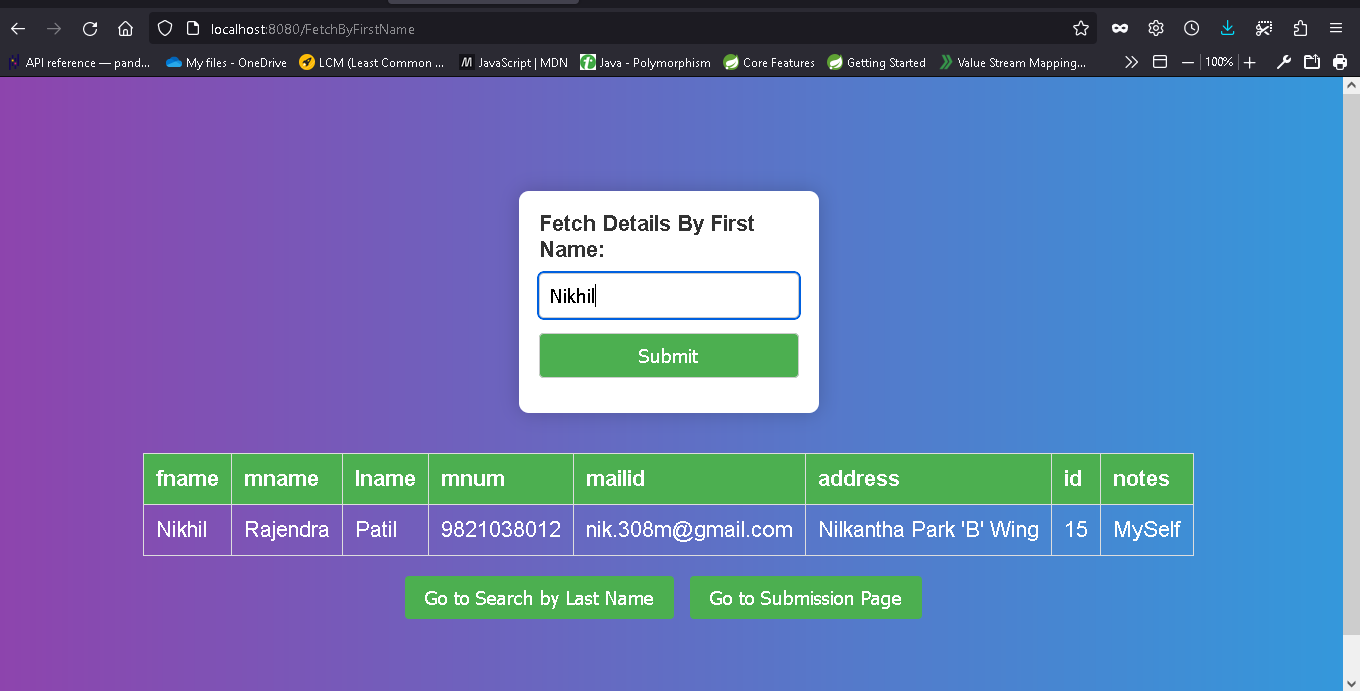 localhost:8080/FetchByFirstName
API reference — pand... My files - OneDrive LCM (Least Common ... JavaScript | MDN Java - Polymorphism Core Features Getting Started Value Stream Mapping... 100%
Fetch Details By First
Name:
Nikhil
Submit
fname mname lname mnum mailid address id notes
Nikhil Rajendra Patil 9821038012 nik.308m@gmail.com Nilkantha Park 'B' Wing 15 MySelf
Go to Search by Last Name Go to Submission Page